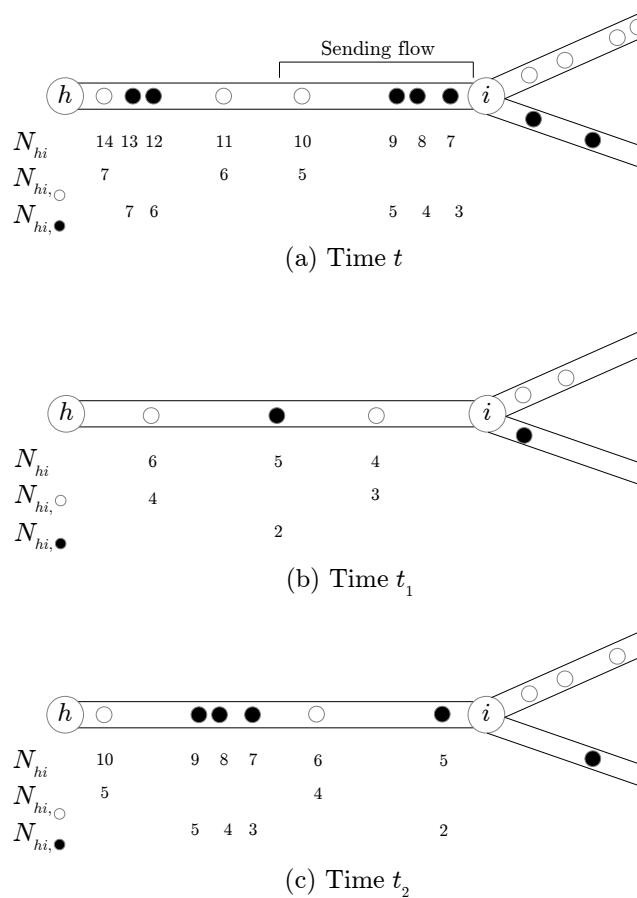 Sending flow
h i
N_hi 14 13 12 11 10 9 8 7
N_hi,○ 7 6 5
N_hi,● 7 6 5 4 3
(a) Time t
h i
N_hi 6 5 4
N_hi,○ 4 3
N_hi,● 2
(b) Time t_1
h i
N_hi 10 9 8 7 6 5
N_hi,○ 5 4
N_hi,● 5 4 3 2
(c) Time t_2